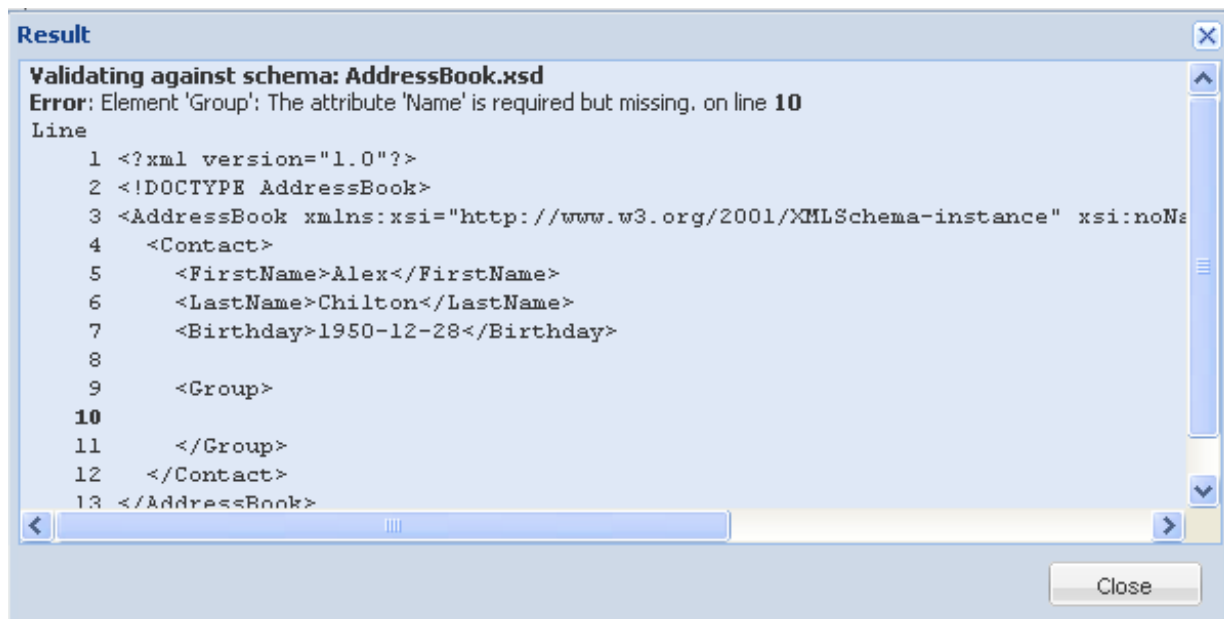 Result
Validating against schema: AddressBook.xsd
Error: Element 'Group': The attribute 'Name' is required but missing. on line 10
Line
1 <?xml version="1.0"?>
2 <!DOCTYPE AddressBook>
3 <AddressBook xmlns:xsi="http://www.w3.org/2001/XMLSchema-instance" xsi:noNa
4 <Contact>
5 <FirstName>Alex</FirstName>
6 <LastName>Chilton</LastName>
7 <Birthday>1950-12-28</Birthday>
8
9 <Group>
10
11 </Group>
12 </Contact>
13 </AddressBook>
Close